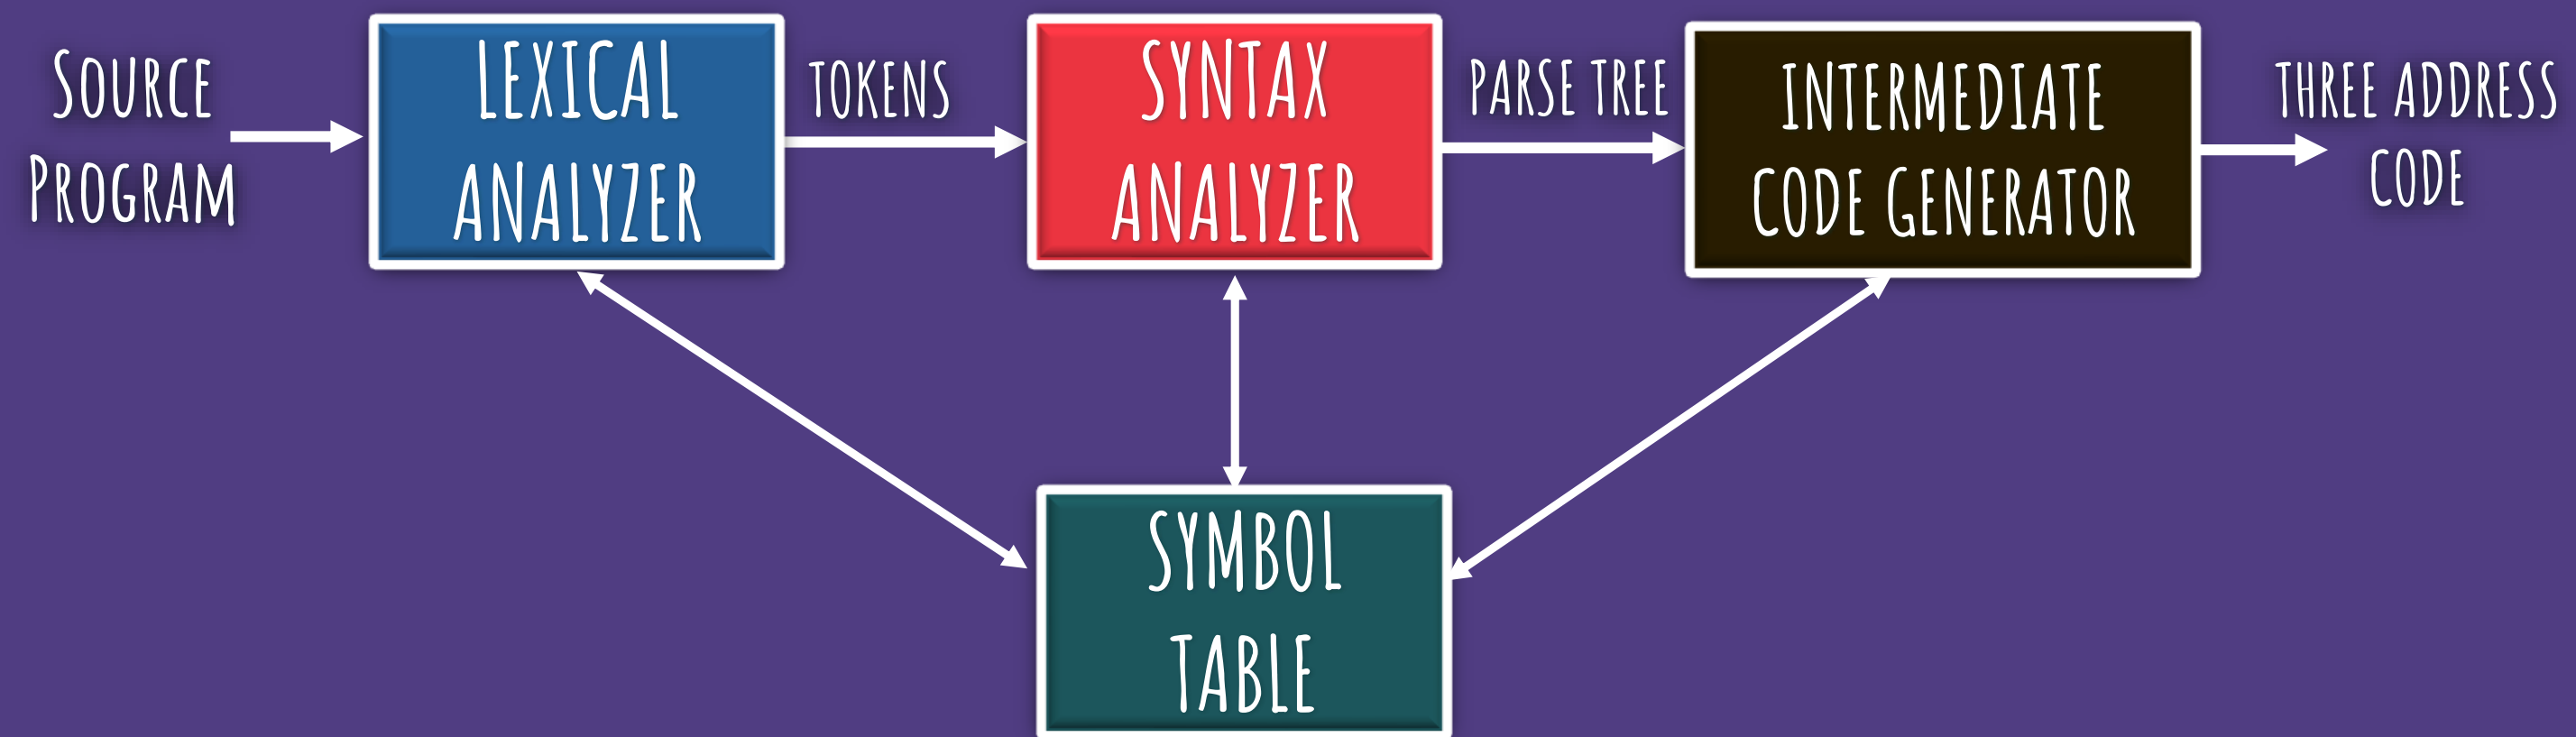 Source
Program
LEXICAL
ANALYZER
TOKENS
SYNTAX
ANALYZER
PARSE TREE
INTERMEDIATE
CODE GENERATOR
THREE ADDRESS
CODE
SYMBOL
TABLE